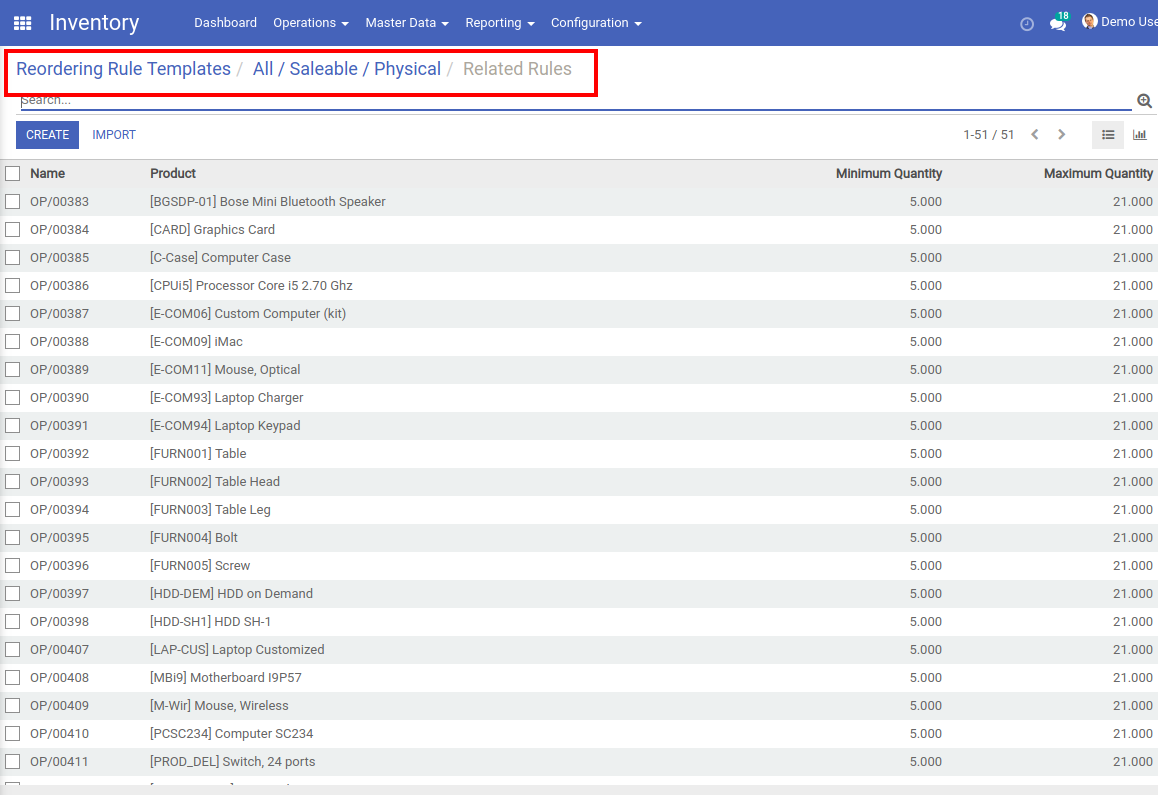 Inventory Dashboard Operations Master Data Reporting Configuration 18 Demo Use
Reordering Rule Templates / All / Saleable / Physical / Related Rules
Search...
CREATE IMPORT 1-51 / 51
Name Product Minimum Quantity Maximum Quantity
OP/00383 [BGSDP-01] Bose Mini Bluetooth Speaker 5.000 21.000
OP/00384 [CARD] Graphics Card 5.000 21.000
OP/00385 [C-Case] Computer Case 5.000 21.000
OP/00386 [CPUi5] Processor Core i5 2.70 Ghz 5.000 21.000
OP/00387 [E-COM06] Custom Computer (kit) 5.000 21.000
OP/00388 [E-COM09] iMac 5.000 21.000
OP/00389 [E-COM11] Mouse, Optical 5.000 21.000
OP/00390 [E-COM93] Laptop Charger 5.000 21.000
OP/00391 [E-COM94] Laptop Keypad 5.000 21.000
OP/00392 [FURN001] Table 5.000 21.000
OP/00393 [FURN002] Table Head 5.000 21.000
OP/00394 [FURN003] Table Leg 5.000 21.000
OP/00395 [FURN004] Bolt 5.000 21.000
OP/00396 [FURN005] Screw 5.000 21.000
OP/00397 [HDD-DEM] HDD on Demand 5.000 21.000
OP/00398 [HDD-SH1] HDD SH-1 5.000 21.000
OP/00407 [LAP-CUS] Laptop Customized 5.000 21.000
OP/00408 [MBi9] Motherboard I9P57 5.000 21.000
OP/00409 [M-Wir] Mouse, Wireless 5.000 21.000
OP/00410 [PCSC234] Computer SC234 5.000 21.000
OP/00411 [PROD_DEL] Switch, 24 ports 5.000 21.000